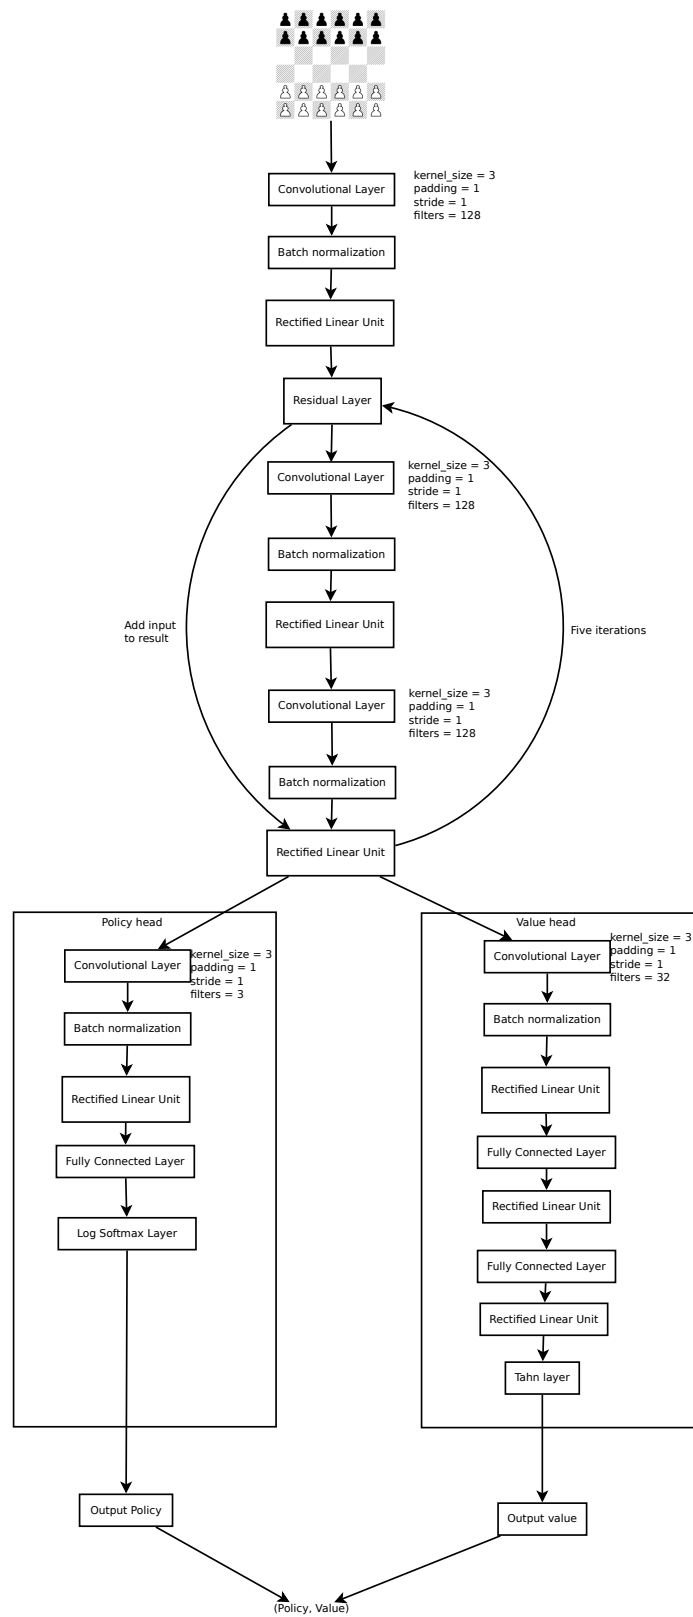 Convolutional Layer
kernel_size = 3
padding = 1
stride = 1
filters = 128
Batch normalization
Rectified Linear Unit
Residual Layer
Convolutional Layer
kernel_size = 3
padding = 1
stride = 1
filters = 128
Batch normalization
Add input
to result
Rectified Linear Unit
Five iterations
Convolutional Layer
kernel_size = 3
padding = 1
stride = 1
filters = 128
Batch normalization
Rectified Linear Unit
Policy head
Convolutional Layer
kernel_size = 3
padding = 1
stride = 1
filters = 3
Batch normalization
Rectified Linear Unit
Fully Connected Layer
Log Softmax Layer
Output Policy
Value head
Convolutional Layer
kernel_size = 3
padding = 1
stride = 1
filters = 32
Batch normalization
Rectified Linear Unit
Fully Connected Layer
Rectified Linear Unit
Fully Connected Layer
Rectified Linear Unit
Tahn layer
Output value
(Policy, Value)